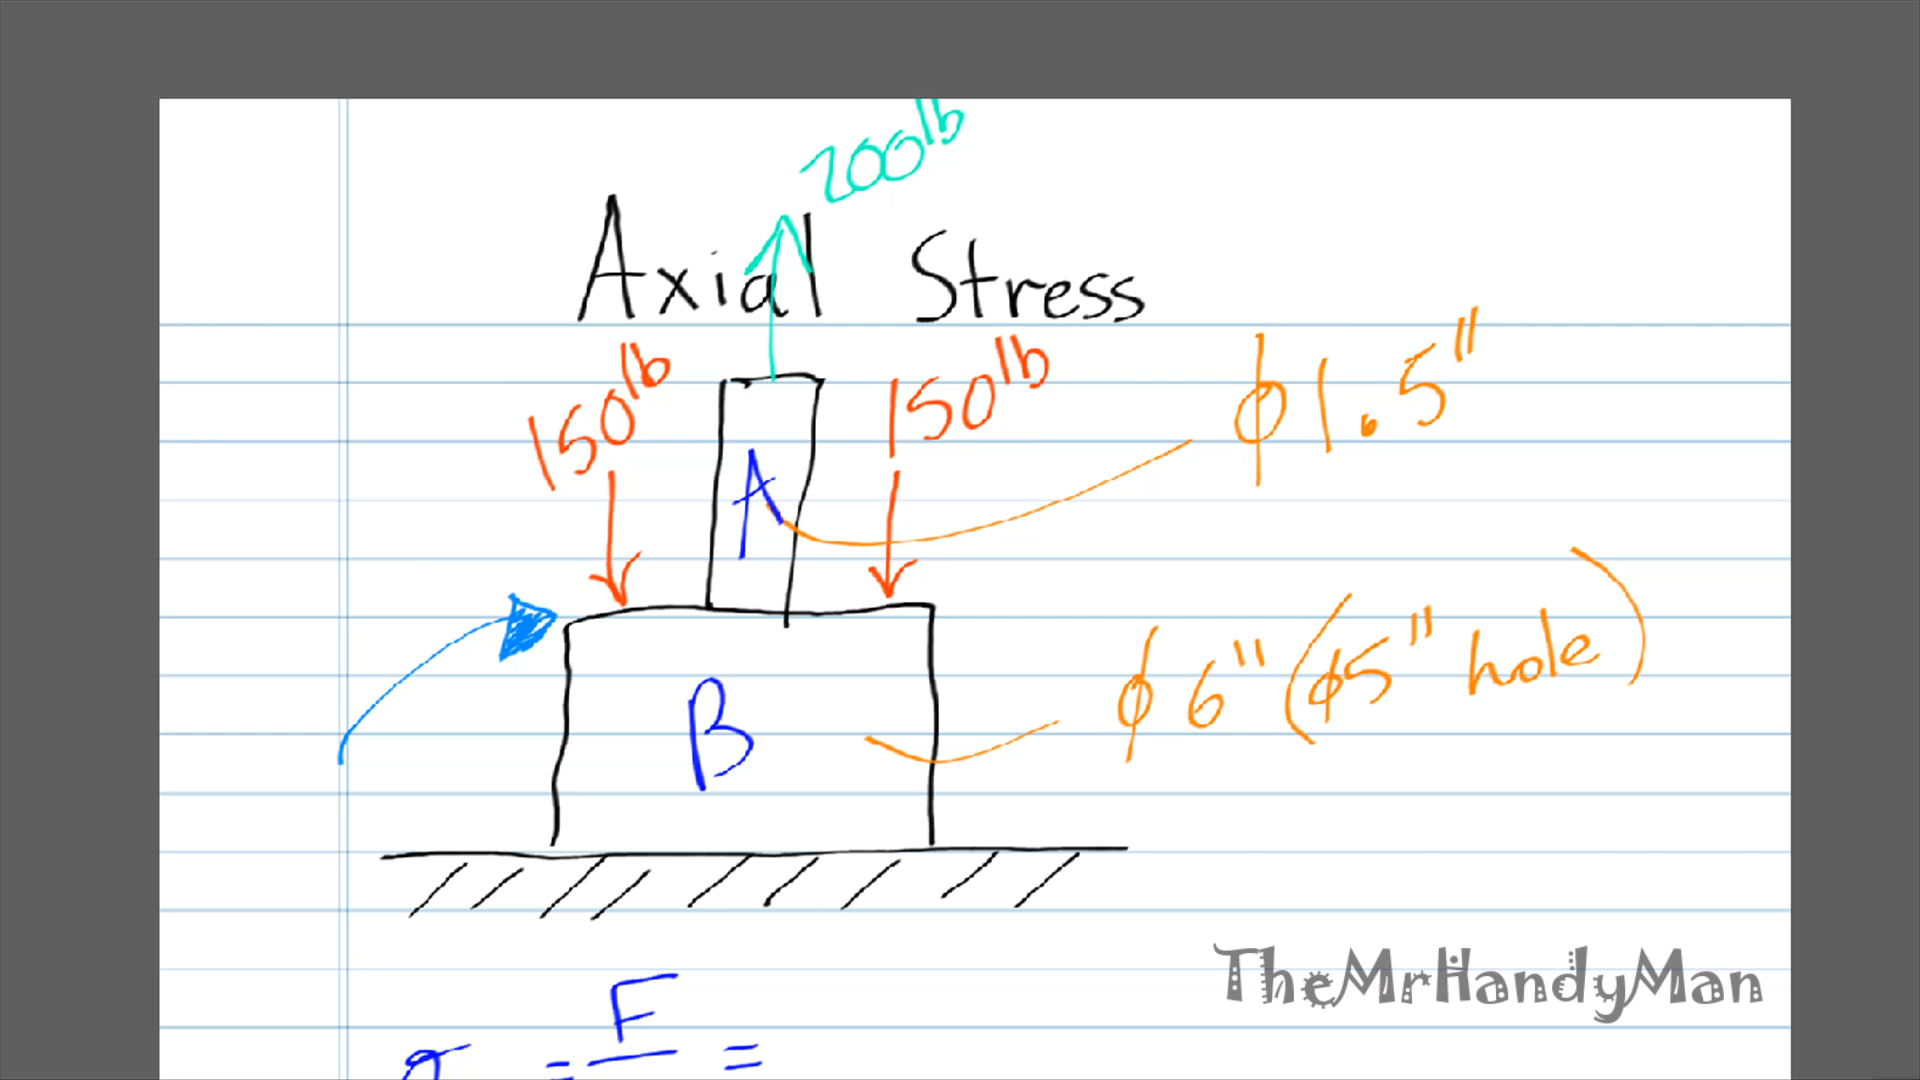 200lb
Axial Stress
150lb
150lb
ϕ1.5"
A
ϕ6" (ϕ5" hole)
B
TheMrHandyMan
F
=
=